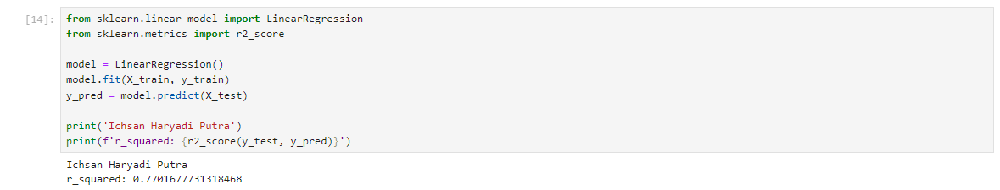 [14]:
from sklearn.linear_model import LinearRegression
from sklearn.metrics import r2_score
model = LinearRegression()
model.fit(X_train, y_train)
y_pred = model.predict(X_test)
print('Ichsan Haryadi Putra')
print(f'r_squared: {r2_score(y_test, y_pred)}')
Ichsan Haryadi Putra
r_squared: 0.7701677731318468